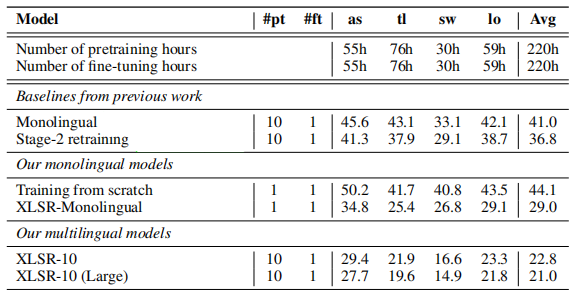 Model #pt #ft as tl sw lo Avg
Number of pretraining hours 55h 76h 30h 59h 220h
Number of fine-tuning hours 55h 76h 30h 59h 220h
Baselines from previous work
Monolingual 10 1 45.6 43.1 33.1 42.1 41.0
Stage-2 retraining 10 1 41.3 37.9 29.1 38.7 36.8
Our monolingual models
Training from scratch 1 1 50.2 41.7 40.8 43.5 44.1
XLSR-Monolingual 1 1 34.8 25.4 26.8 29.1 29.0
Our multilingual models
XLSR-10 10 1 29.4 21.9 16.6 23.3 22.8
XLSR-10 (Large) 10 1 27.7 19.6 14.9 21.8 21.0